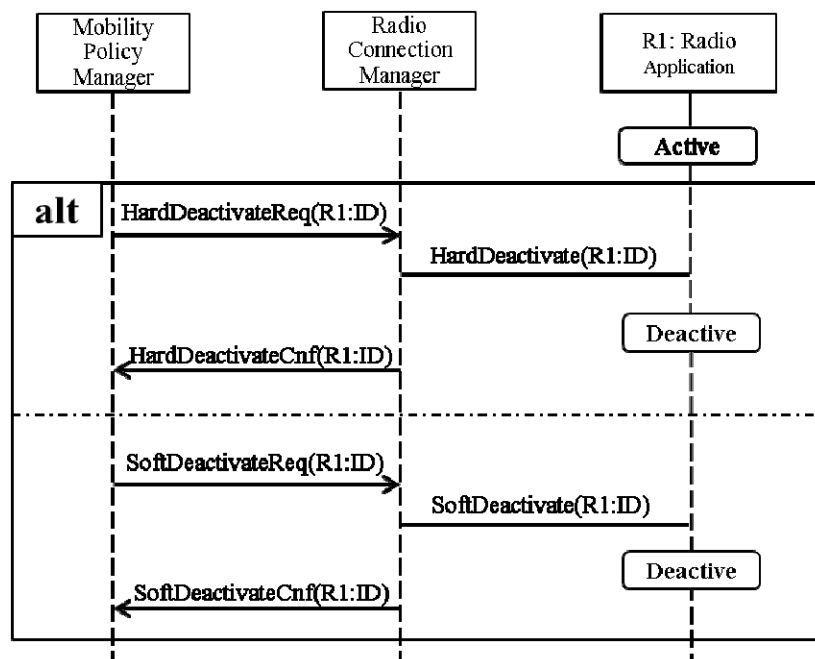 Mobility
Policy
Manager
Radio
Connection
Manager
R1: Radio
Application
Active
alt
HardDeactivateReq(R1:ID)
HardDeactivate(R1:ID)
Deactive
HardDeactivateCnf(R1:ID)
SoftDeactivateReq(R1:ID)
SoftDeactivate(R1:ID)
Deactive
SoftDeactivateCnf(R1:ID)